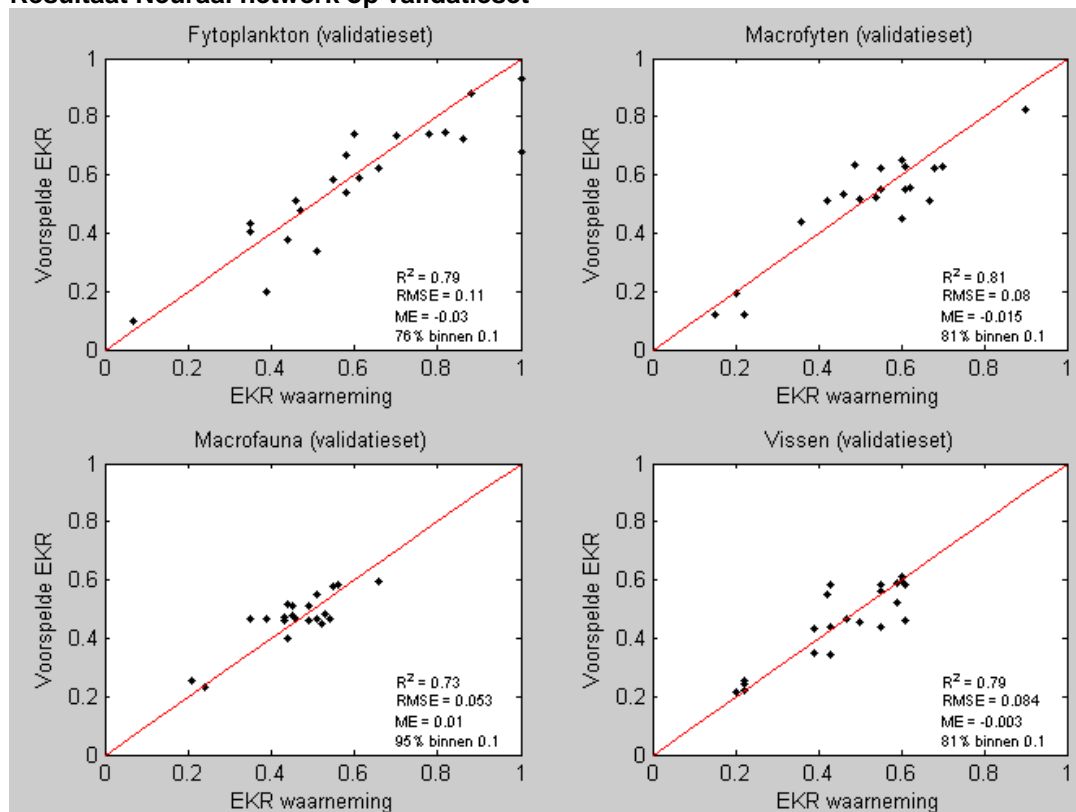 Resultaat Neuraal netwerk op validatieset
Fytoplankton (validatieset)
Voorspelde EKR
1
0.8
0.6
0.4
0.2
0
R² = 0.79
RMSE = 0.11
ME = -0.03
76% binnen 0.1
0 0.2 0.4 0.6 0.8 1
EKR waarneming
Macrofyten (validatieset)
Voorspelde EKR
1
0.8
0.6
0.4
0.2
0
R² = 0.81
RMSE = 0.08
ME = -0.015
81% binnen 0.1
0 0.2 0.4 0.6 0.8 1
EKR waarneming
Macrofauna (validatieset)
Voorspelde EKR
1
0.8
0.6
0.4
0.2
0
R² = 0.73
RMSE = 0.053
ME = 0.01
95% binnen 0.1
0 0.2 0.4 0.6 0.8 1
EKR waarneming
Vissen (validatieset)
Voorspelde EKR
1
0.8
0.6
0.4
0.2
0
R² = 0.79
RMSE = 0.084
ME = -0.003
81% binnen 0.1
0 0.2 0.4 0.6 0.8 1
EKR waarneming